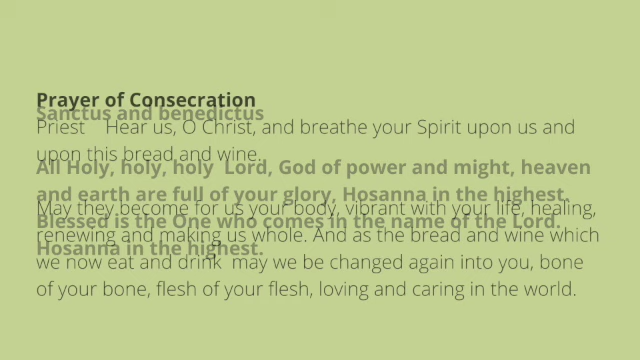 Prayer of Consecration
Sanctus and benedictus
Priest Hear us, O Christ, and breathe your Spirit upon us and
upon this bread and wine.
All Holy, holy, holy Lord, God of power and might, heaven
and earth are full of your glory, Hosanna in the highest.
May they become for us your body, vibrant with your life, healing,
Blessed is the One who comes in the name of the Lord.
renewing and making us whole. And as the bread and wine which
Hosanna in the highest.
we now eat and drink may we be changed again into you, bone
of your bone, flesh of your flesh, loving and caring in the world.